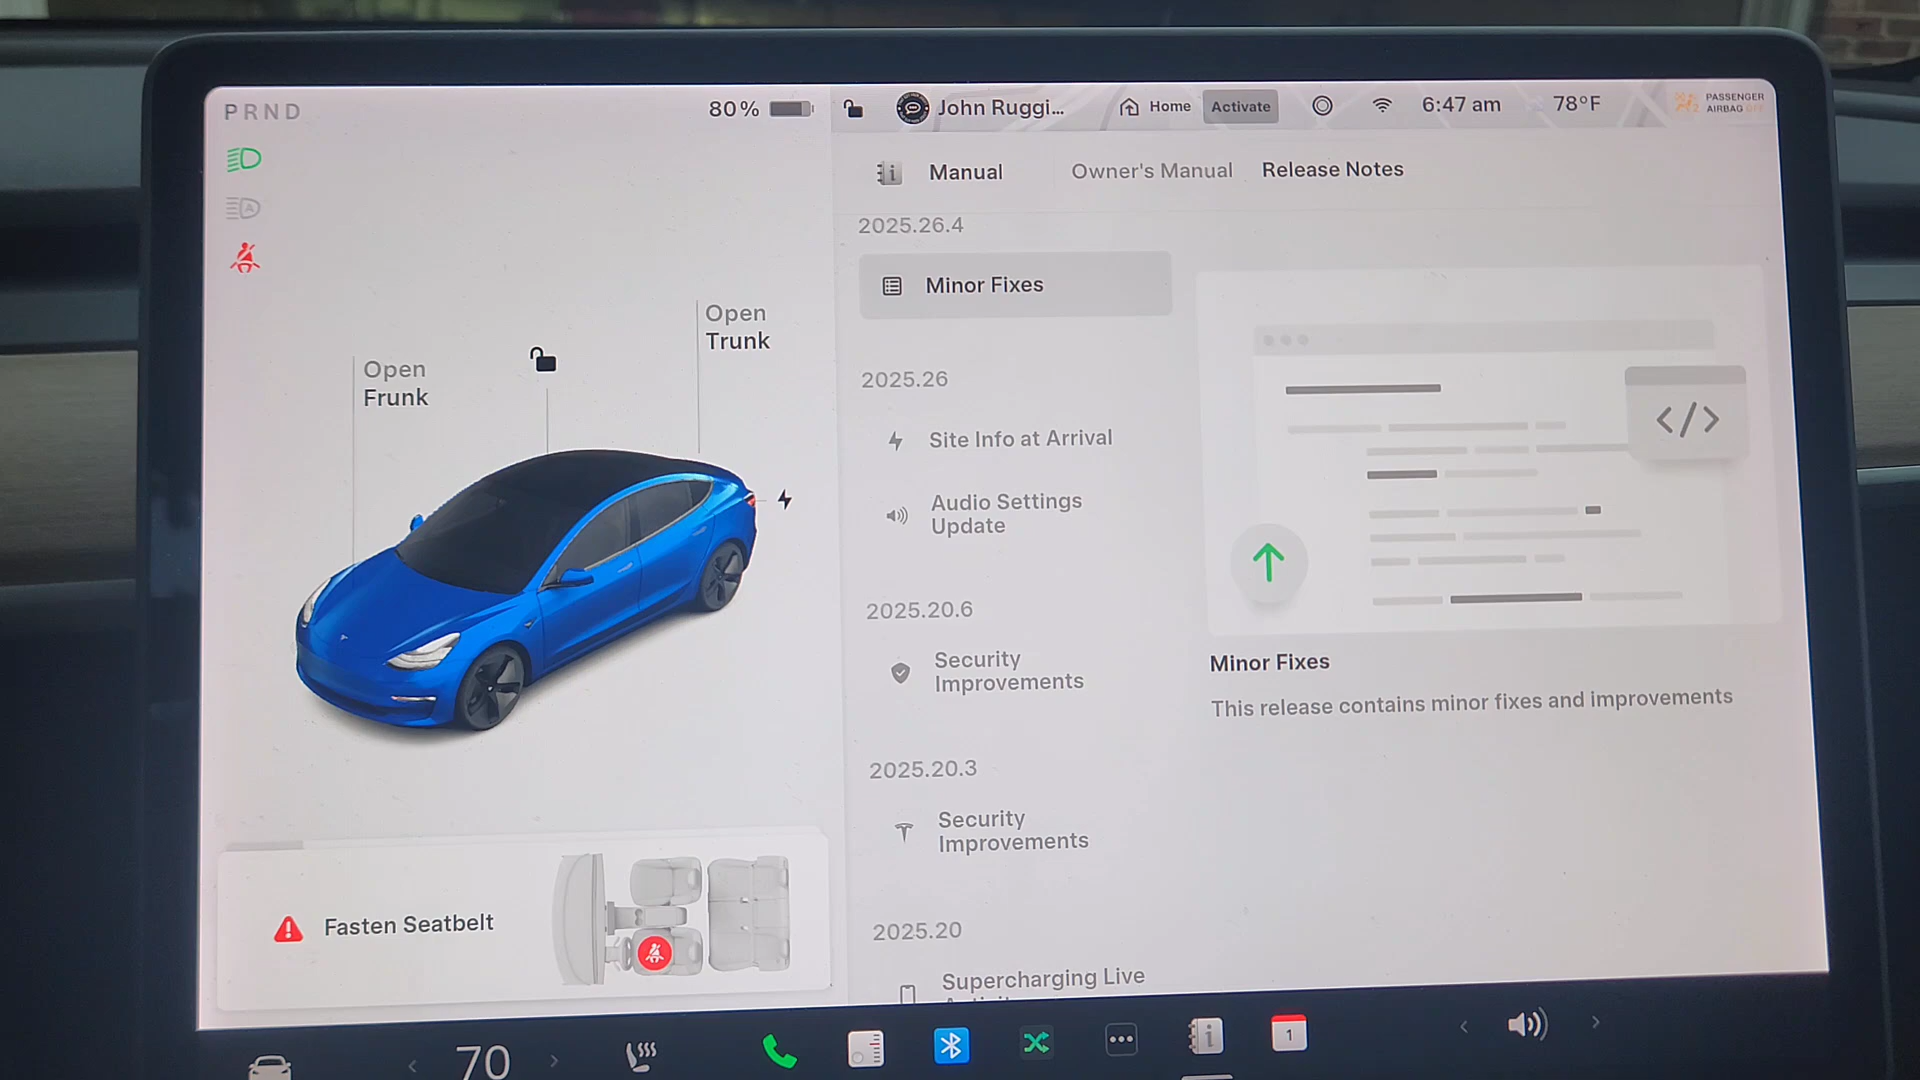 PRND
80%
John Ruggi...
Home
Activate
6:47 am
78°F
PASSENGER
AIRBAG OFF
Manual
Owner's Manual
Release Notes
2025.26.4
Minor Fixes
2025.26
Site Info at Arrival
Audio Settings
Update
2025.20.6
Security
Improvements
2025.20.3
Security
Improvements
2025.20
Supercharging Live
Minor Fixes
This release contains minor fixes and improvements
Open
Trunk
Open
Frunk
Fasten Seatbelt
70
1